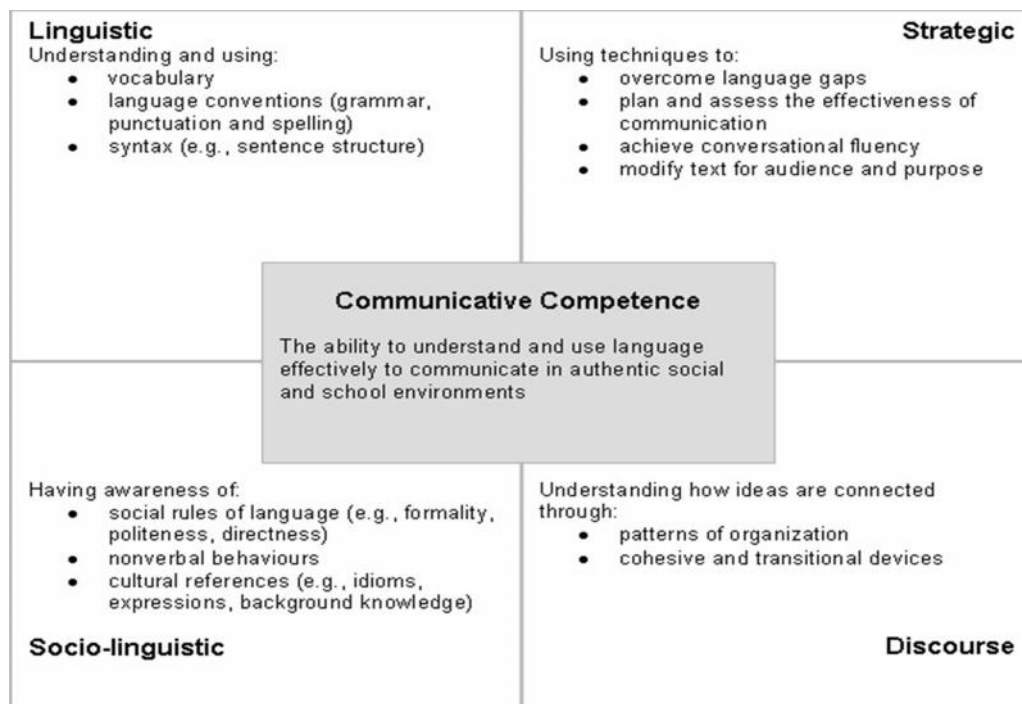 Linguistic
Understanding and using:
● vocabulary
● language conventions (grammar,
punctuation and spelling)
● syntax (e.g., sentence structure)
Strategic
Using techniques to:
● overcome language gaps
● plan and assess the effectiveness of
communication
● achieve conversational fluency
● modify text for audience and purpose
Communicative Competence
The ability to understand and use language
effectively to communicate in authentic social
and school environments
Having awareness of:
● social rules of language (e.g., formality,
politeness, directness)
● nonverbal behaviours
● cultural references (e.g., idioms,
expressions, background knowledge)
Socio-linguistic
Understanding how ideas are connected
through:
● patterns of organization
● cohesive and transitional devices
Discourse